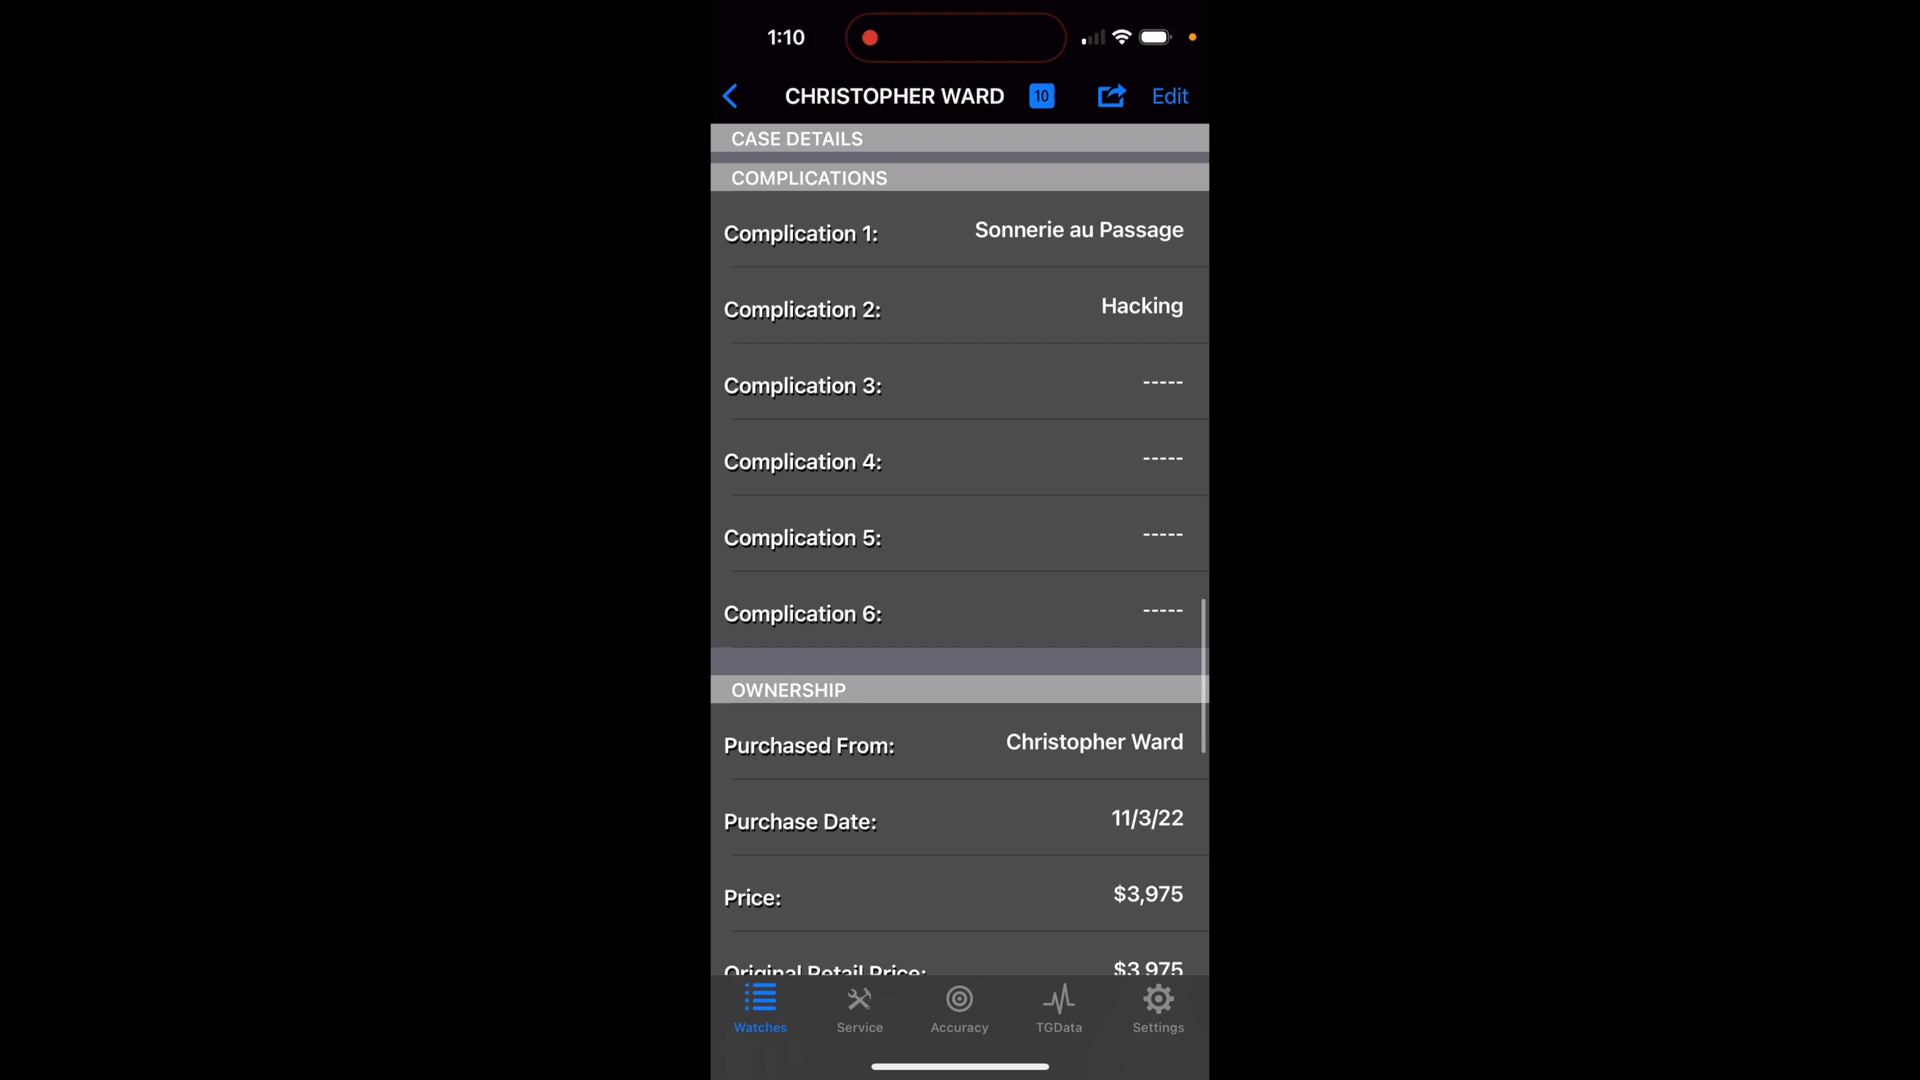 1:10
CHRISTOPHER WARD 10 Edit
CASE DETAILS
COMPLICATIONS
Complication 1: Sonnerie au Passage
Complication 2: Hacking
Complication 3: -----
Complication 4: -----
Complication 5: -----
Complication 6: -----
OWNERSHIP
Purchased From: Christopher Ward
Purchase Date: 11/3/22
Price: $3,975
Original Retail Price: $3,975
Watches Service Accuracy TGData Settings